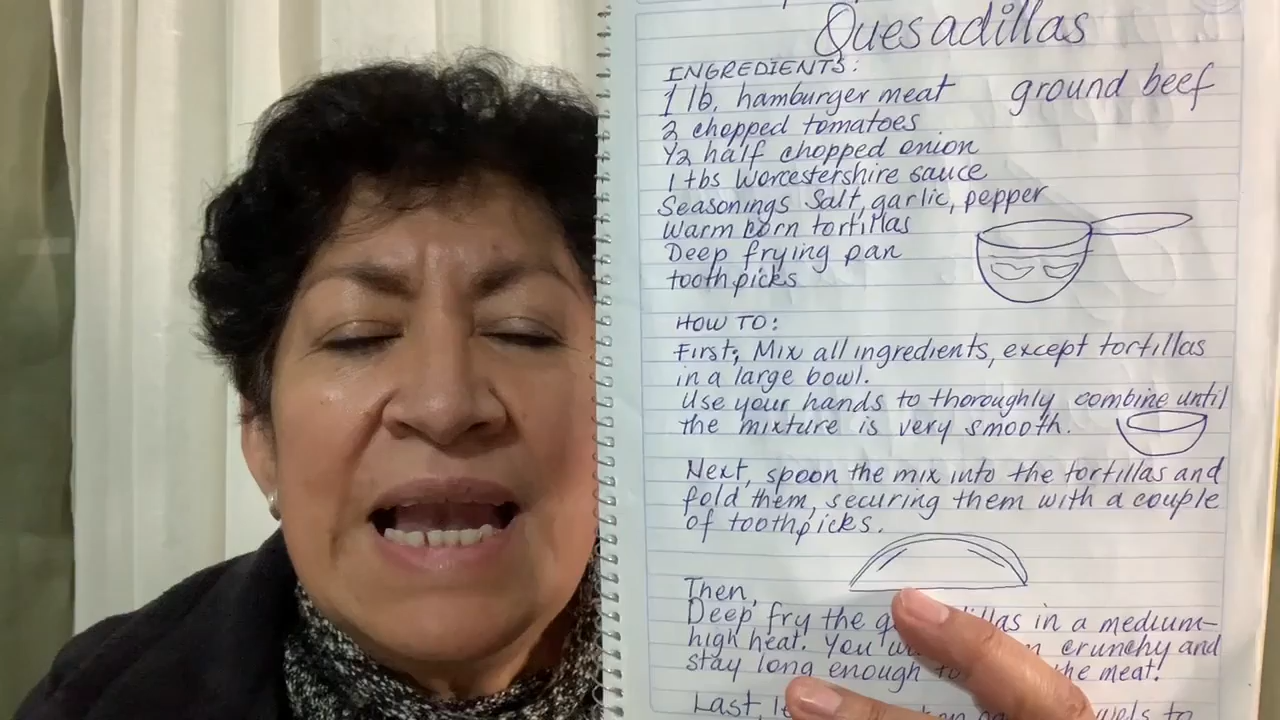 Quesadillas
INGREDIENTS:
1 lb. hamburger meat ground beef
2 chopped tomatoes
1/2 half chopped onion
1 tbs Worcestershire sauce
Seasonings Salt, garlic, pepper
Warm corn tortillas
Deep frying pan
toothpicks
HOW TO:
First, Mix all ingredients, except tortillas
in a large bowl.
Use your hands to thoroughly combine until
the mixture is very smooth.
Next, spoon the mix into the tortillas and
fold them, securing them with a couple
of toothpicks.
Then,
Deep fry the illas in a medium-
high heat. You crunchy and
stay long enough to the meat!
Last,